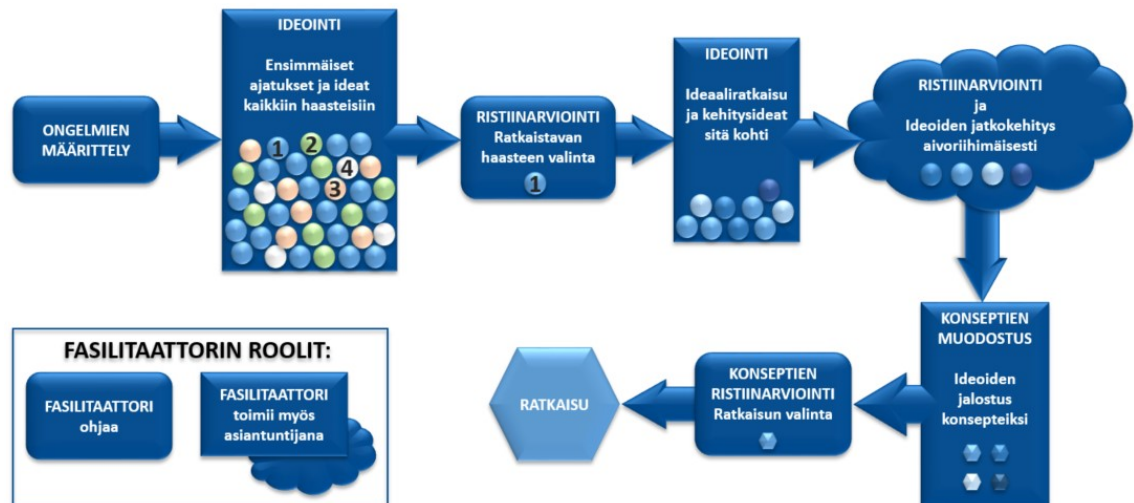 ONGELMIEN
MÄÄRITTELY
IDEOINTI
Ensimmäiset
ajatukset ja ideat
kaikkiin haasteisiin
1
2
4
3
RISTIINARVIOINTI
Ratkaistavan
haasteen valinta
1
IDEOINTI
Ideaaliratkaisu
ja kehitysideat
sitä kohti
RISTIINARVIOINTI
ja
Ideoiden jatkokehitys
aivoriihimäisesti
KONSEPTIEN
MUODOSTUS
Ideoiden
jalostus
konsepteiksi
KONSEPTIEN
RISTIINARVIOINTI
Ratkaisun valinta
RATKAISU
FASILITAATTORIN ROOLIT:
FASILITAATTORI
ohjaa
FASILITAATTORI
toimii myös
asiantuntijana